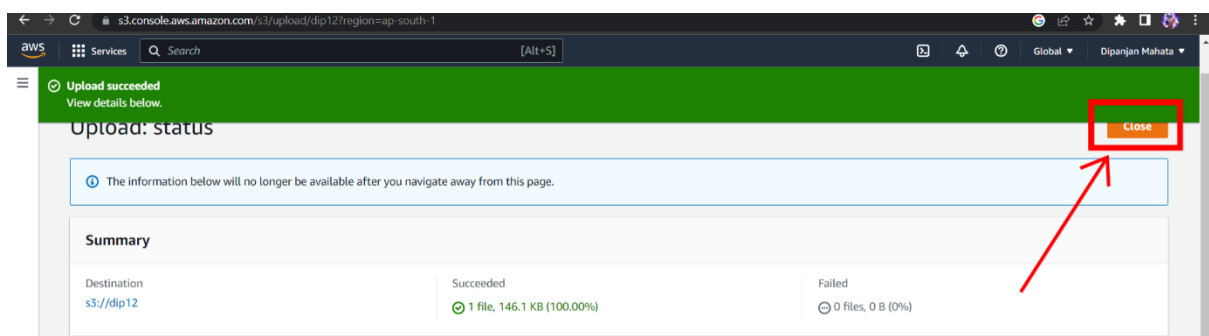 s3.console.aws.amazon.com/s3/upload/dip12?region=ap-south-1
aws Services Search [Alt+S] Global Dipanjan Mahata
Upload succeeded
View details below.
Upload: status Close
The information below will no longer be available after you navigate away from this page.
Summary
Destination Succeeded Failed
s3://dip12 1 file, 146.1 KB (100.00%) 0 files, 0 B (0%)